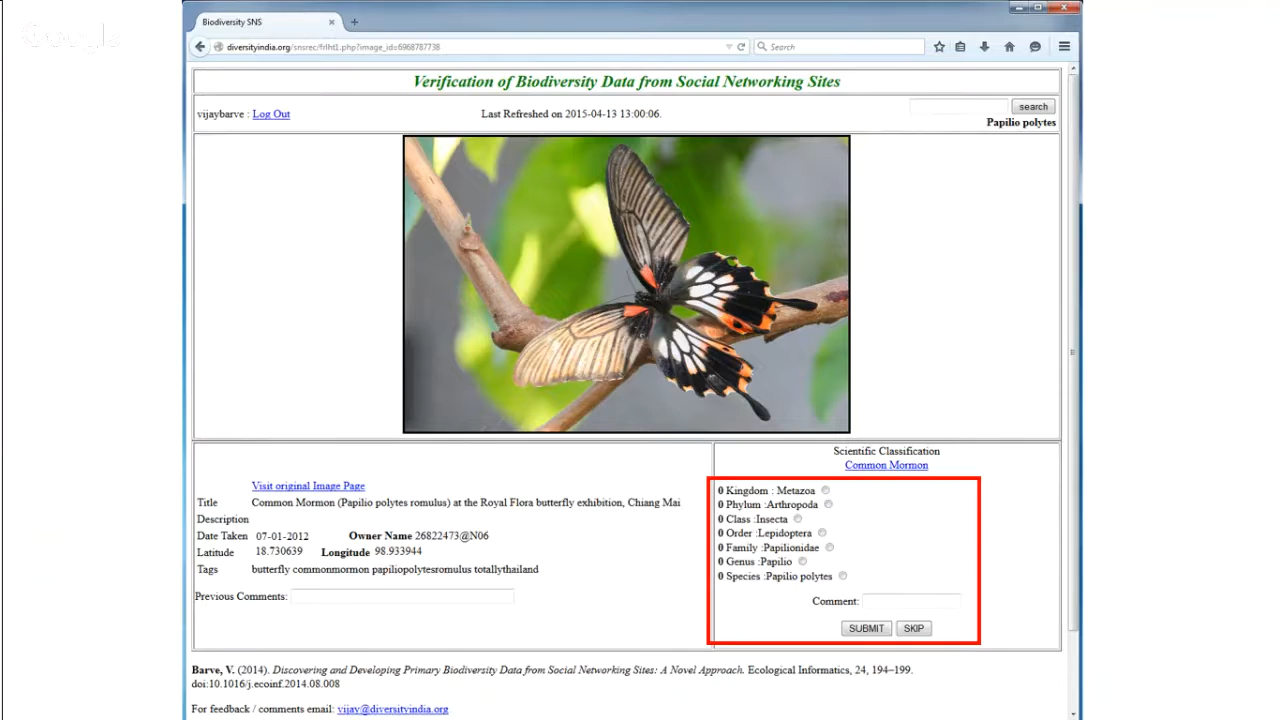 Google
Biodiversity SNS
diversityindia.org/snsrec/frlht1.php?image_id=6968787738
Search
Verification of Biodiversity Data from Social Networking Sites
vijaybarve : Log Out
Last Refreshed on 2015-04-13 13:00:06.
search
Papilio polytes
Scientific Classification
Common Mormon
Visit original Image Page
Title Common Mormon (Papilio polytes romulus) at the Royal Flora butterfly exhibition, Chiang Mai
Description
Date Taken 07-01-2012 Owner Name 26822473@N06
Latitude 18.730639 Longitude 98.933944
Tags butterfly commonmormon papiliopolytesromulus totallythailand
Previous Comments:
0 Kingdom : Metazoa
0 Phylum :Arthropoda
0 Class :Insecta
0 Order :Lepidoptera
0 Family :Papilionidae
0 Genus :Papilio
0 Species :Papilio polytes
Comment:
SUBMIT SKIP
Barve, V. (2014). Discovering and Developing Primary Biodiversity Data from Social Networking Sites: A Novel Approach. Ecological Informatics, 24, 194–199.
doi:10.1016/j.ecoinf.2014.08.008
For feedback / comments email: vijay@diversityindia.org